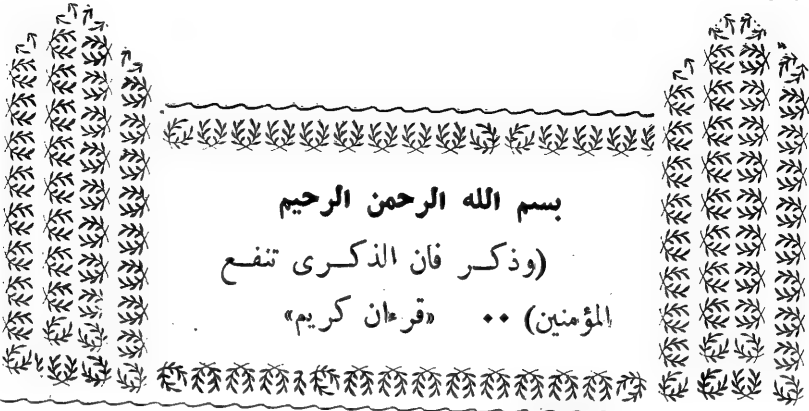 بسم الله الرحمن الرحيم
(وذكر فان الذكرى تنفع
المؤمنين) •• «قرءان كريم»